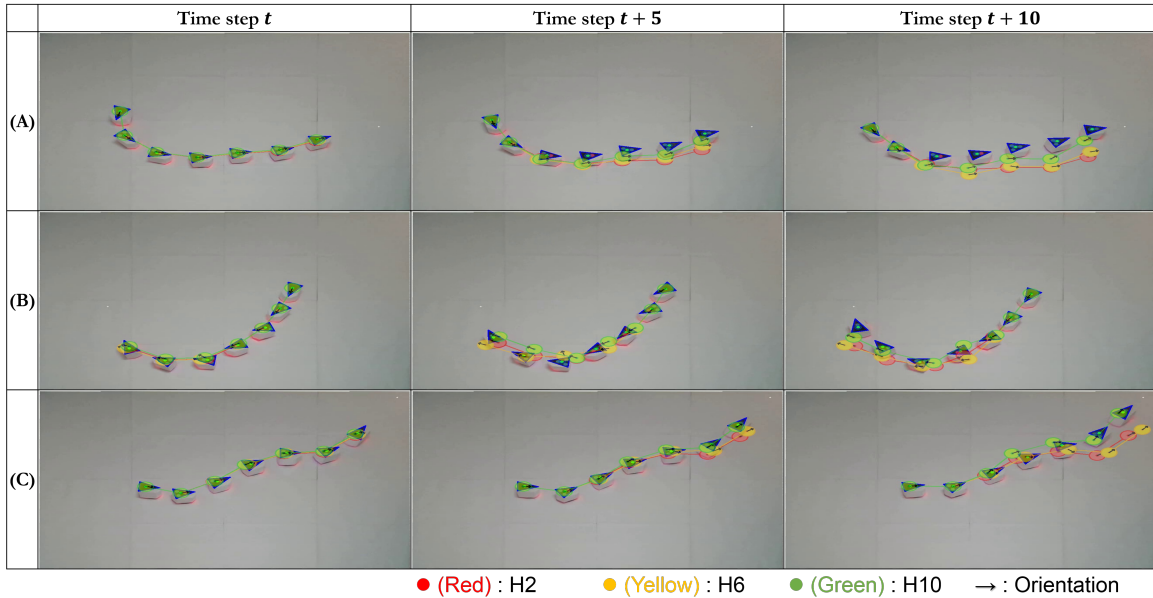 Time step t
Time step t + 5
Time step t + 10
(A)
(B)
(C)
(Red) : H2
(Yellow) : H6
(Green) : H10
→ : Orientation